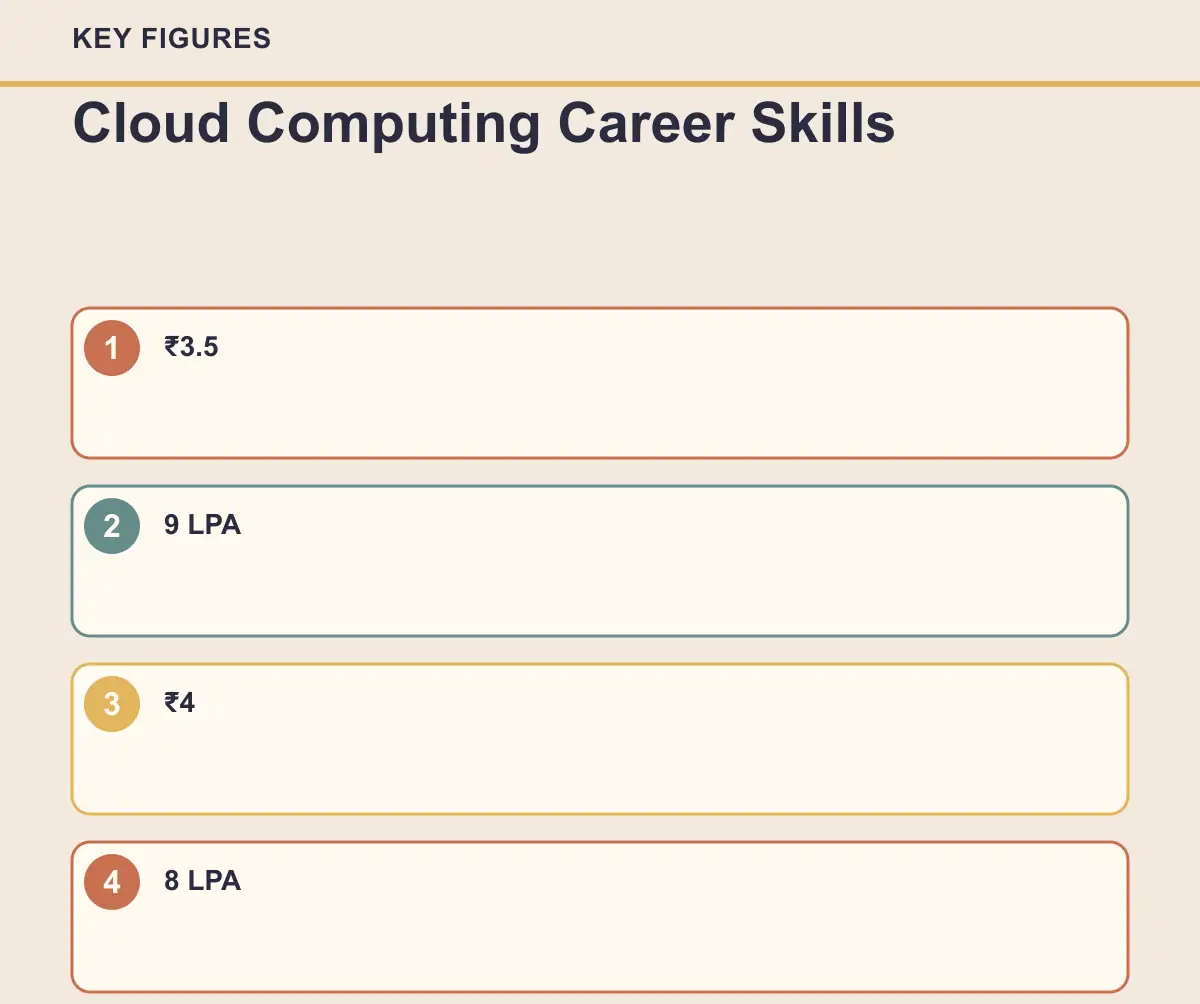 KEY FIGURES
Cloud Computing Career Skills
1 ₹3.5
2 9 LPA
3 ₹4
4 8 LPA